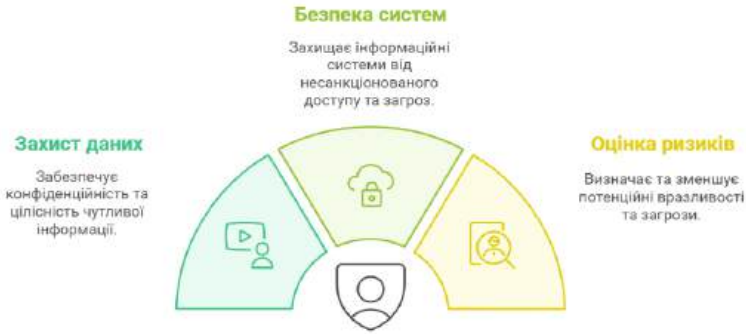 Безпека систем
Захищає інформаційні
системи від
несанкціонованого
доступу та загроз.
Захист даних
Забезпечує
конфіденційність та
цілісність чутливої
інформації.
Оцінка ризиків
Визначає та зменшує
потенційні вразливості
та загрози.